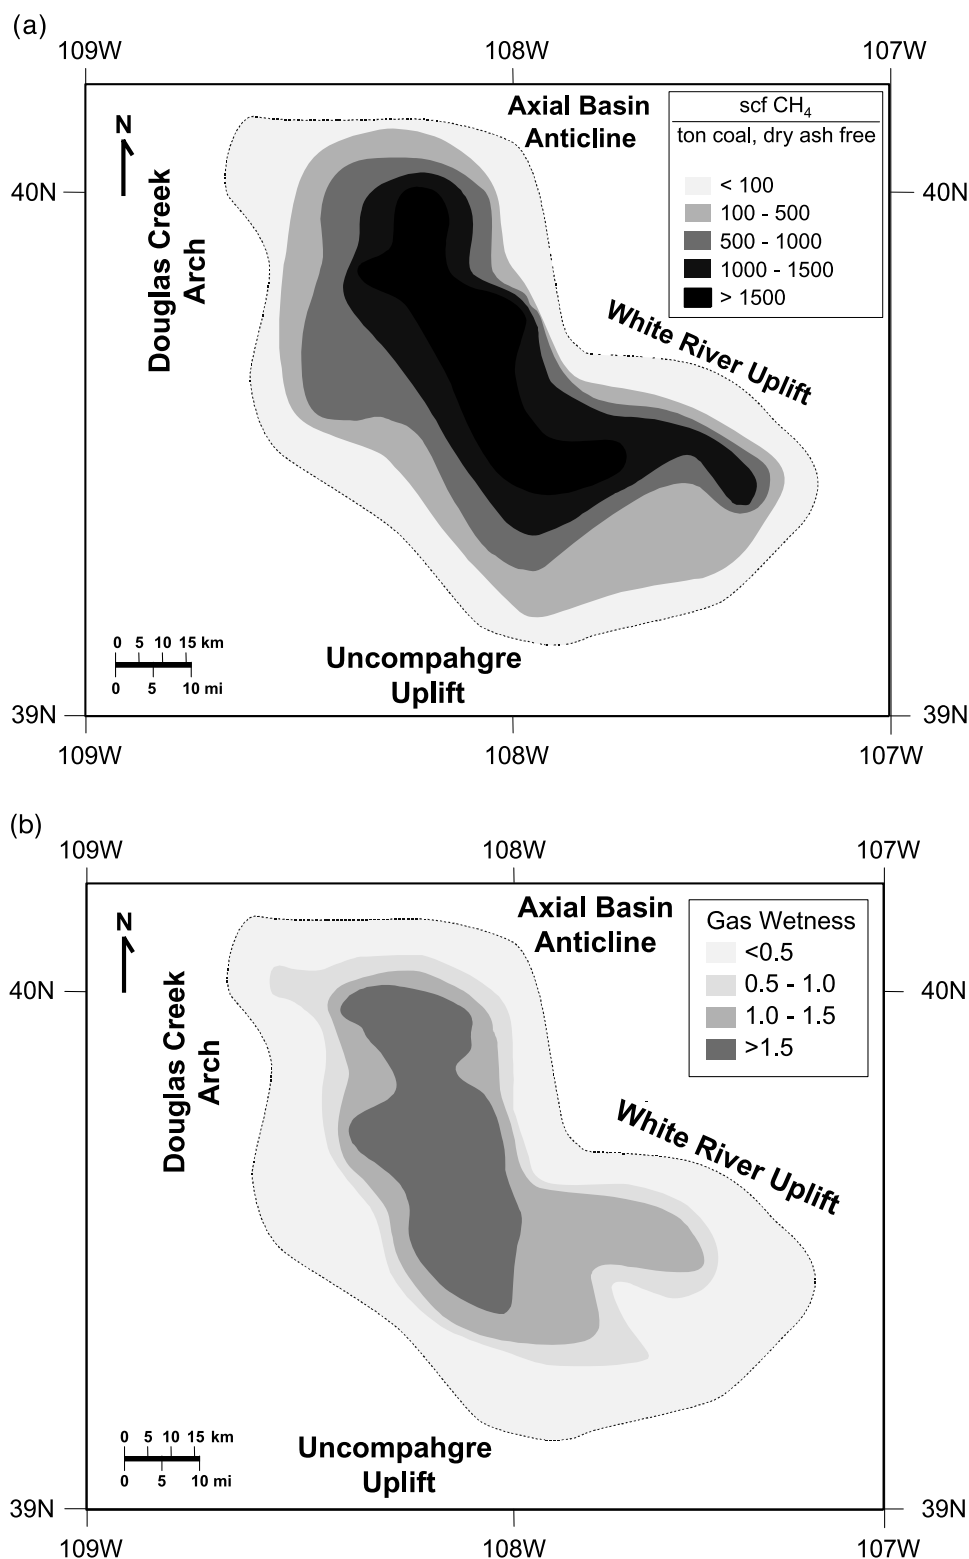 (a)
109W 108W 107W
N
Axial Basin
Anticline
scf CH₄
ton coal, dry ash free
< 100
100 - 500
500 - 1000
1000 - 1500
> 1500
40N 40N
Douglas Creek
Arch
White River Uplift
0 5 10 15 km
0 5 10 mi
Uncompahgre
Uplift
39N 39N
109W 108W 107W
(b)
109W 108W 107W
N
Axial Basin
Anticline
Gas Wetness
<0.5
0.5 - 1.0
1.0 - 1.5
>1.5
40N 40N
Douglas Creek
Arch
White River Uplift
0 5 10 15 km
0 5 10 mi
Uncompahgre
Uplift
39N 39N
109W 108W 107W